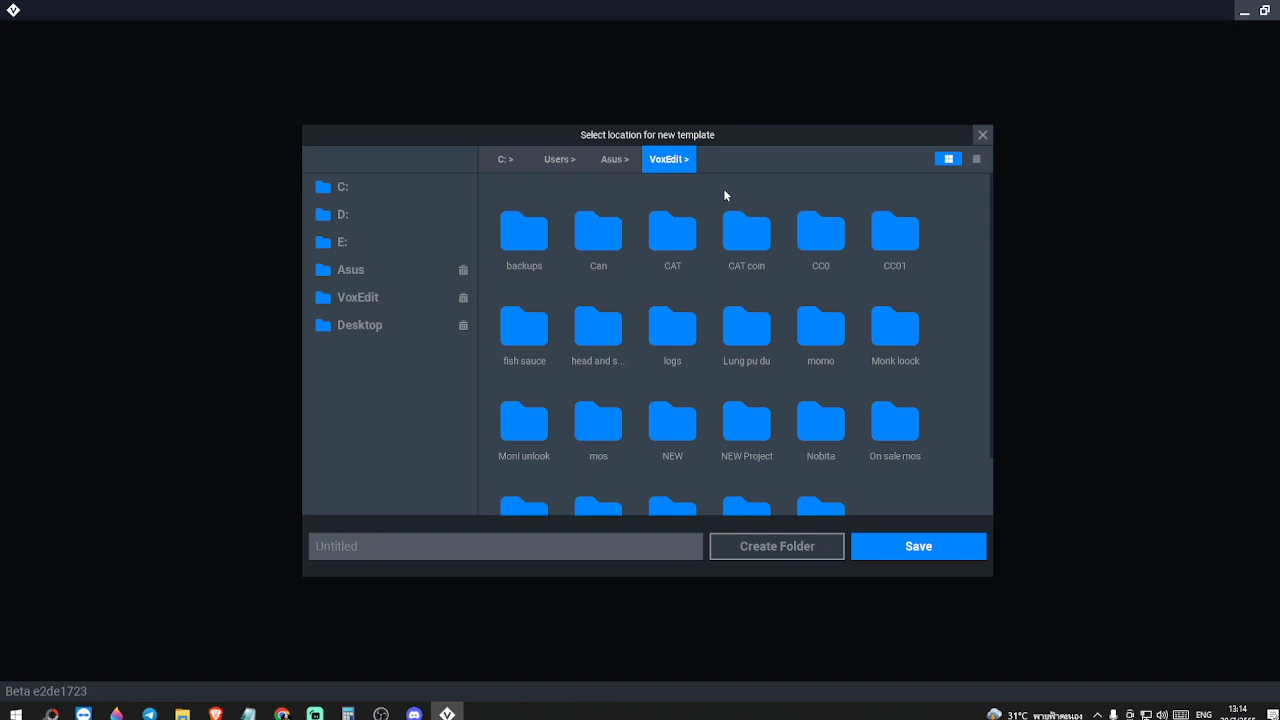 Select location for new template
C: >
Users >
Asus >
VoxEdit >
C:
D:
E:
Asus
VoxEdit
Desktop
backups
Can
CAT
CAT coin
CC0
CC01
fish sauce
head and s...
logs
Lung pu du
momo
Monk loock
Monl unlook
mos
NEW
NEW Project
Nobita
On sale mos
Untitled
Create Folder
Save
Beta e2de1723
31°C
ENG
13:14